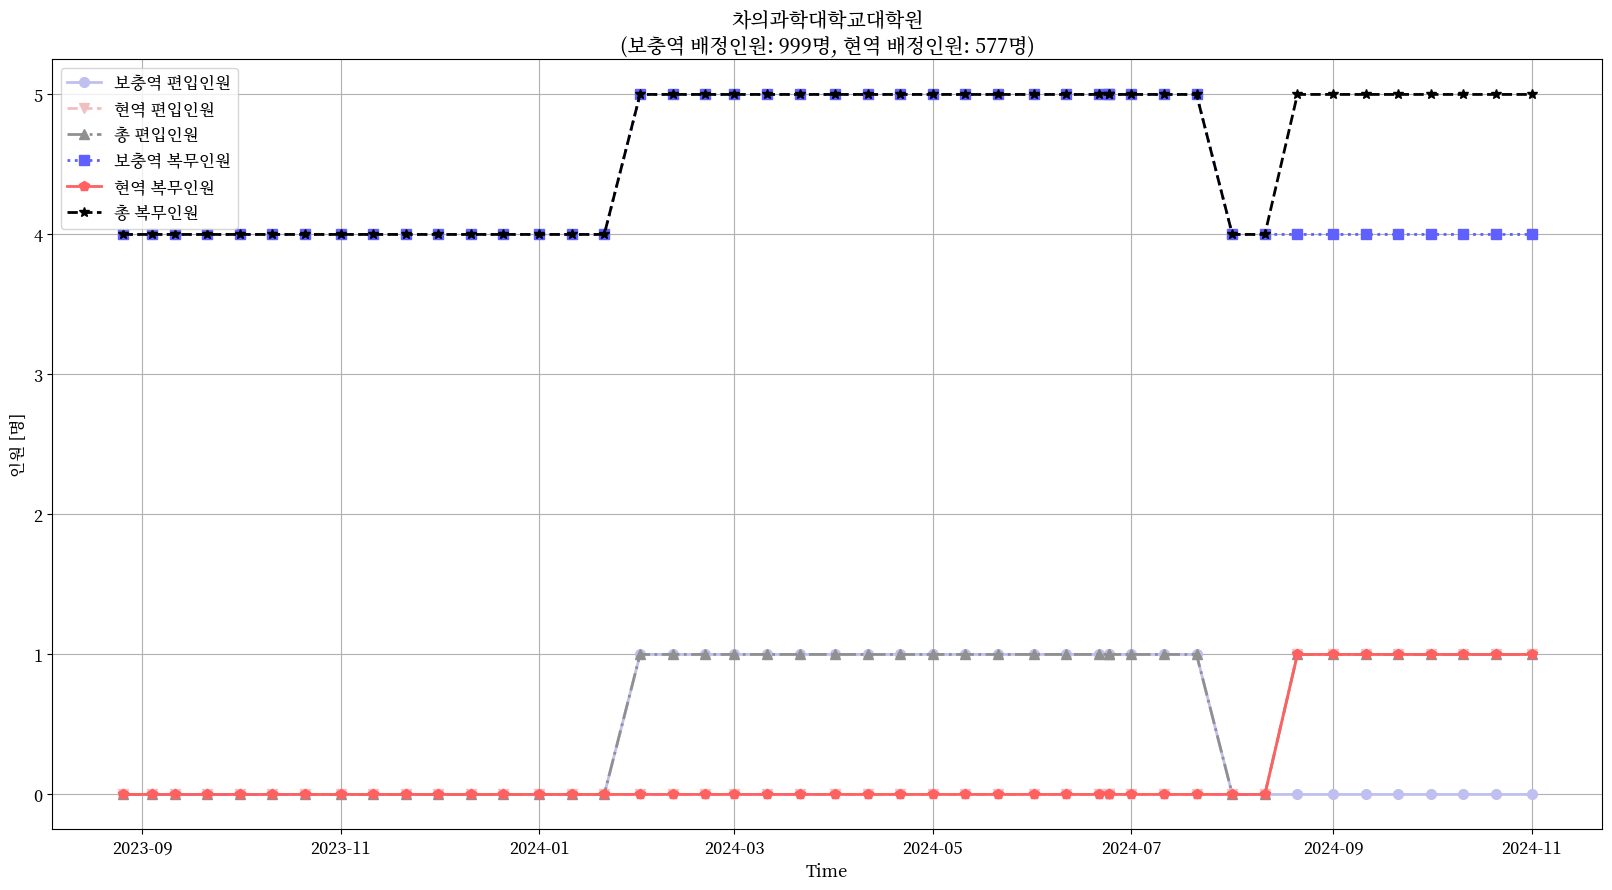 차의과학대학교대학원
(보충역 배정인원: 999명, 현역 배정인원: 577명)
보충역 편입인원
현역 편입인원
총 편입인원
보충역 복무인원
현역 복무인원
총 복무인원
5
4
3
2
1
0
인원 [명]
2023-09
2023-11
2024-01
2024-03
2024-05
2024-07
2024-09
2024-11
Time